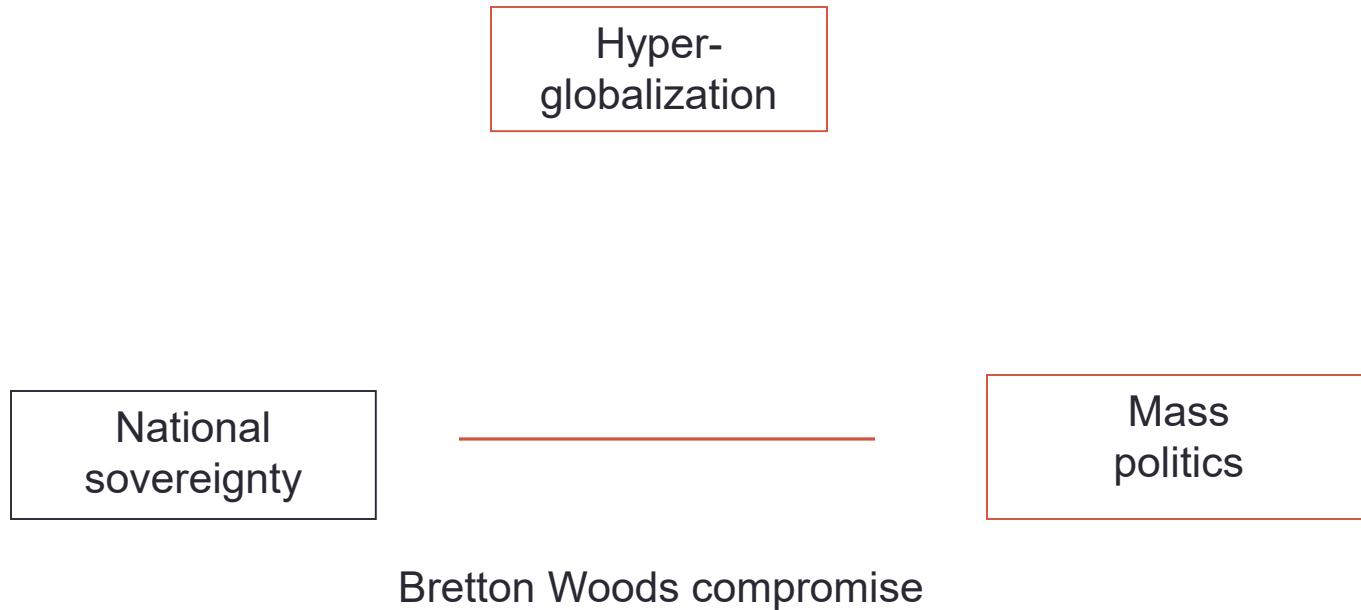 Hyper-
globalization
National
sovereignty
Mass
politics
Bretton Woods compromise